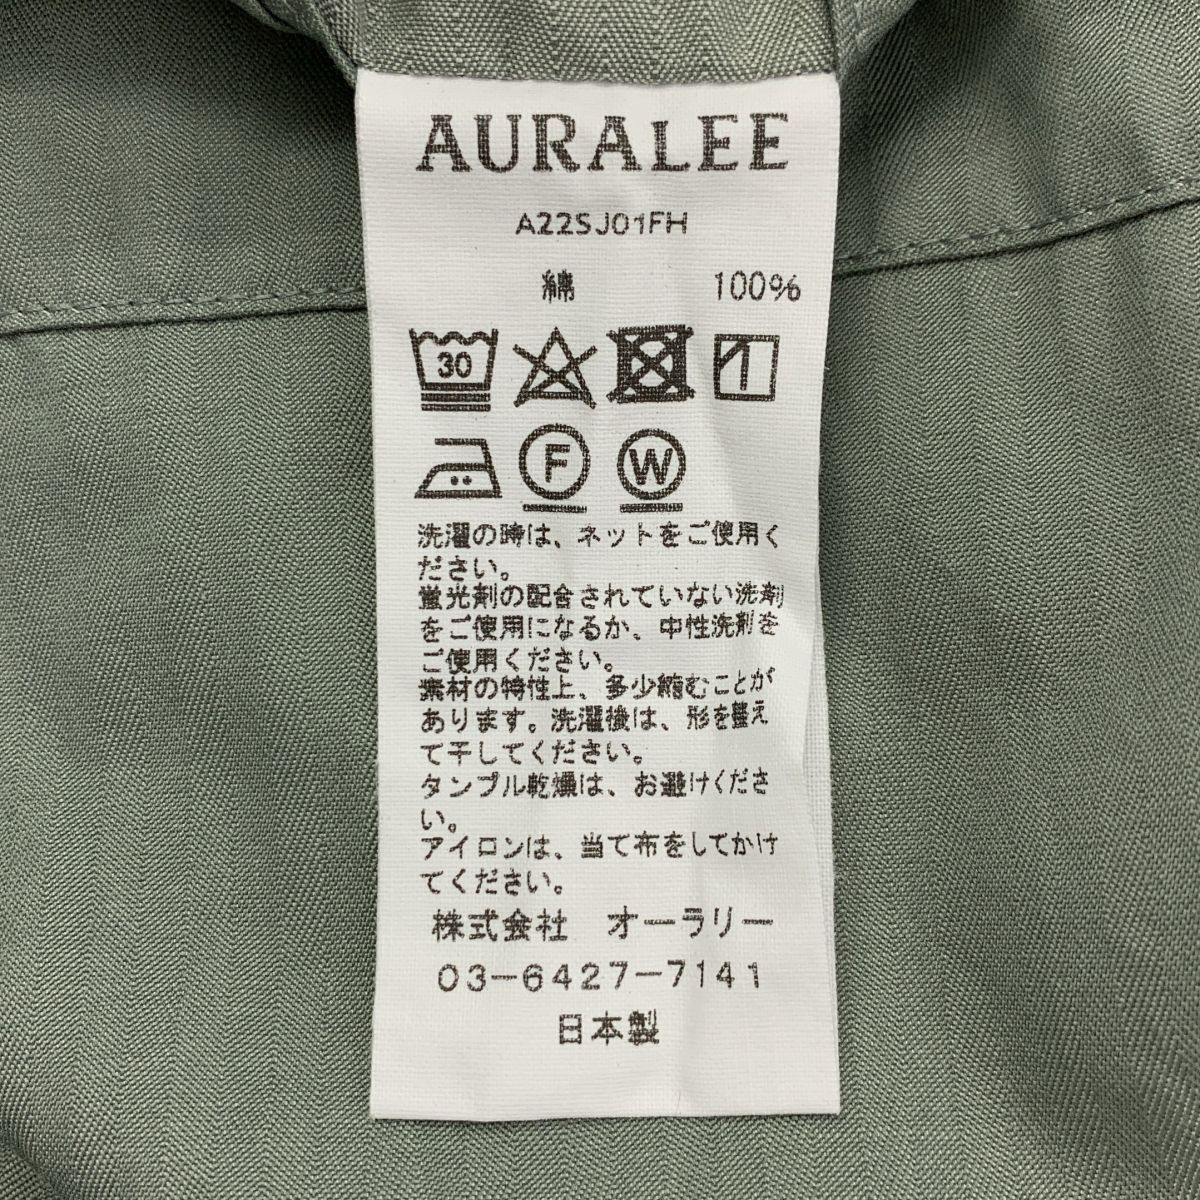 AURALEE
A22SJ01FH
綿 100%
30
F W
洗濯の時は、ネットをご使用く
ださい。
蛍光剤の配合されていない洗剤
をご使用になるか、中性洗剤を
ご使用ください。
素材の特性上、多少縮むことが
あります。洗濯後は、形を整え
て干してください。
タンブル乾燥は、お避けくださ
い。
アイロンは、当て布をしてかけ
てください。
株式会社 オーラリー
03-6427-7141
日本製